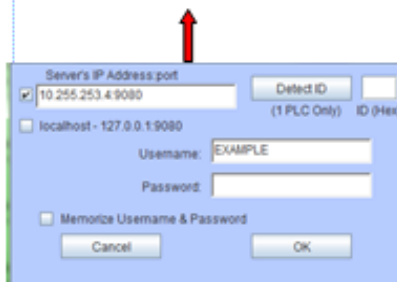 Server's IP Address:port
10.255.253.4:9080
Detect ID
(1 PLC Only) ID (Hex
localhost - 127.0.0.1:9080
Username: EXAMPLE
Password:
Memorize Username & Password
Cancel OK